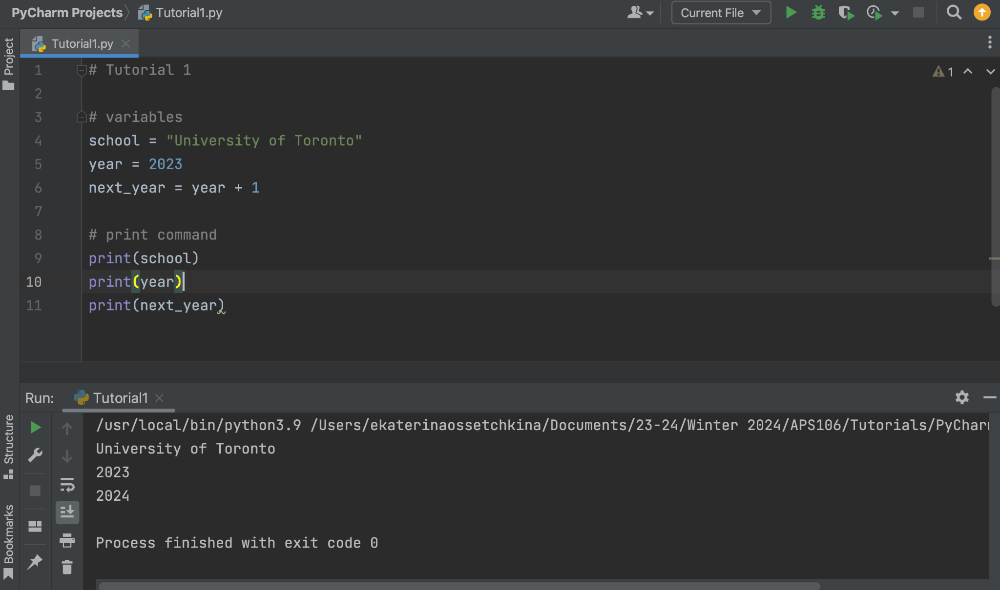 PyCharm Projects Tutorial1.py Current File
Project
Tutorial1.py
1 # Tutorial 1 1
2
3 # variables
4 school = "University of Toronto"
5 year = 2023
6 next_year = year + 1
7
8 # print command
9 print(school)
10 print(year)
11 print(next_year)
Run: Tutorial1
Structure
Bookmarks
/usr/local/bin/python3.9 /Users/ekaterinaossetchkina/Documents/23-24/Winter 2024/APS106/Tutorials/PyChar
University of Toronto
2023
2024
Process finished with exit code 0